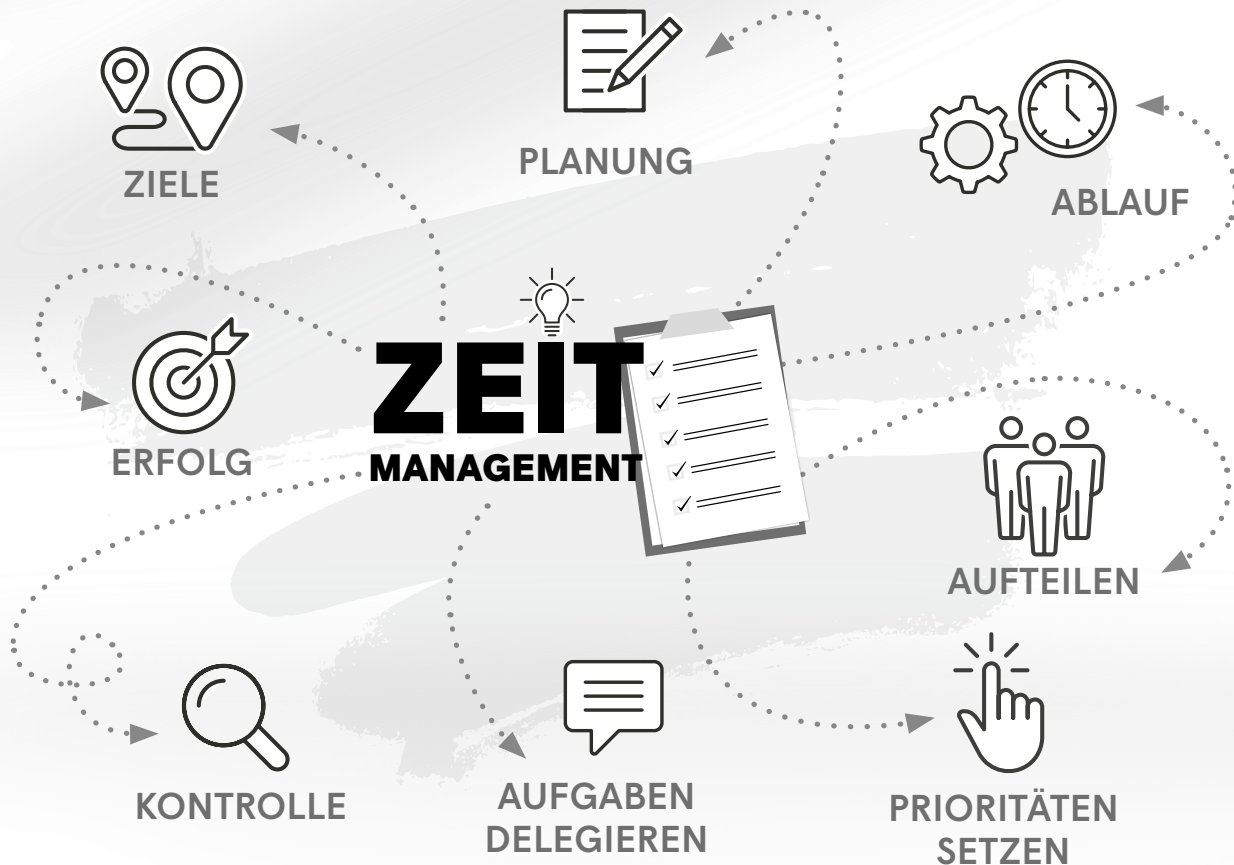 ZIELE
PLANUNG
ABLAUF
ERFOLG
ZEIT
MANAGEMENT
AUFTEILEN
KONTROLLE
AUFGABEN
DELEGIEREN
PRIORITÄTEN
SETZEN